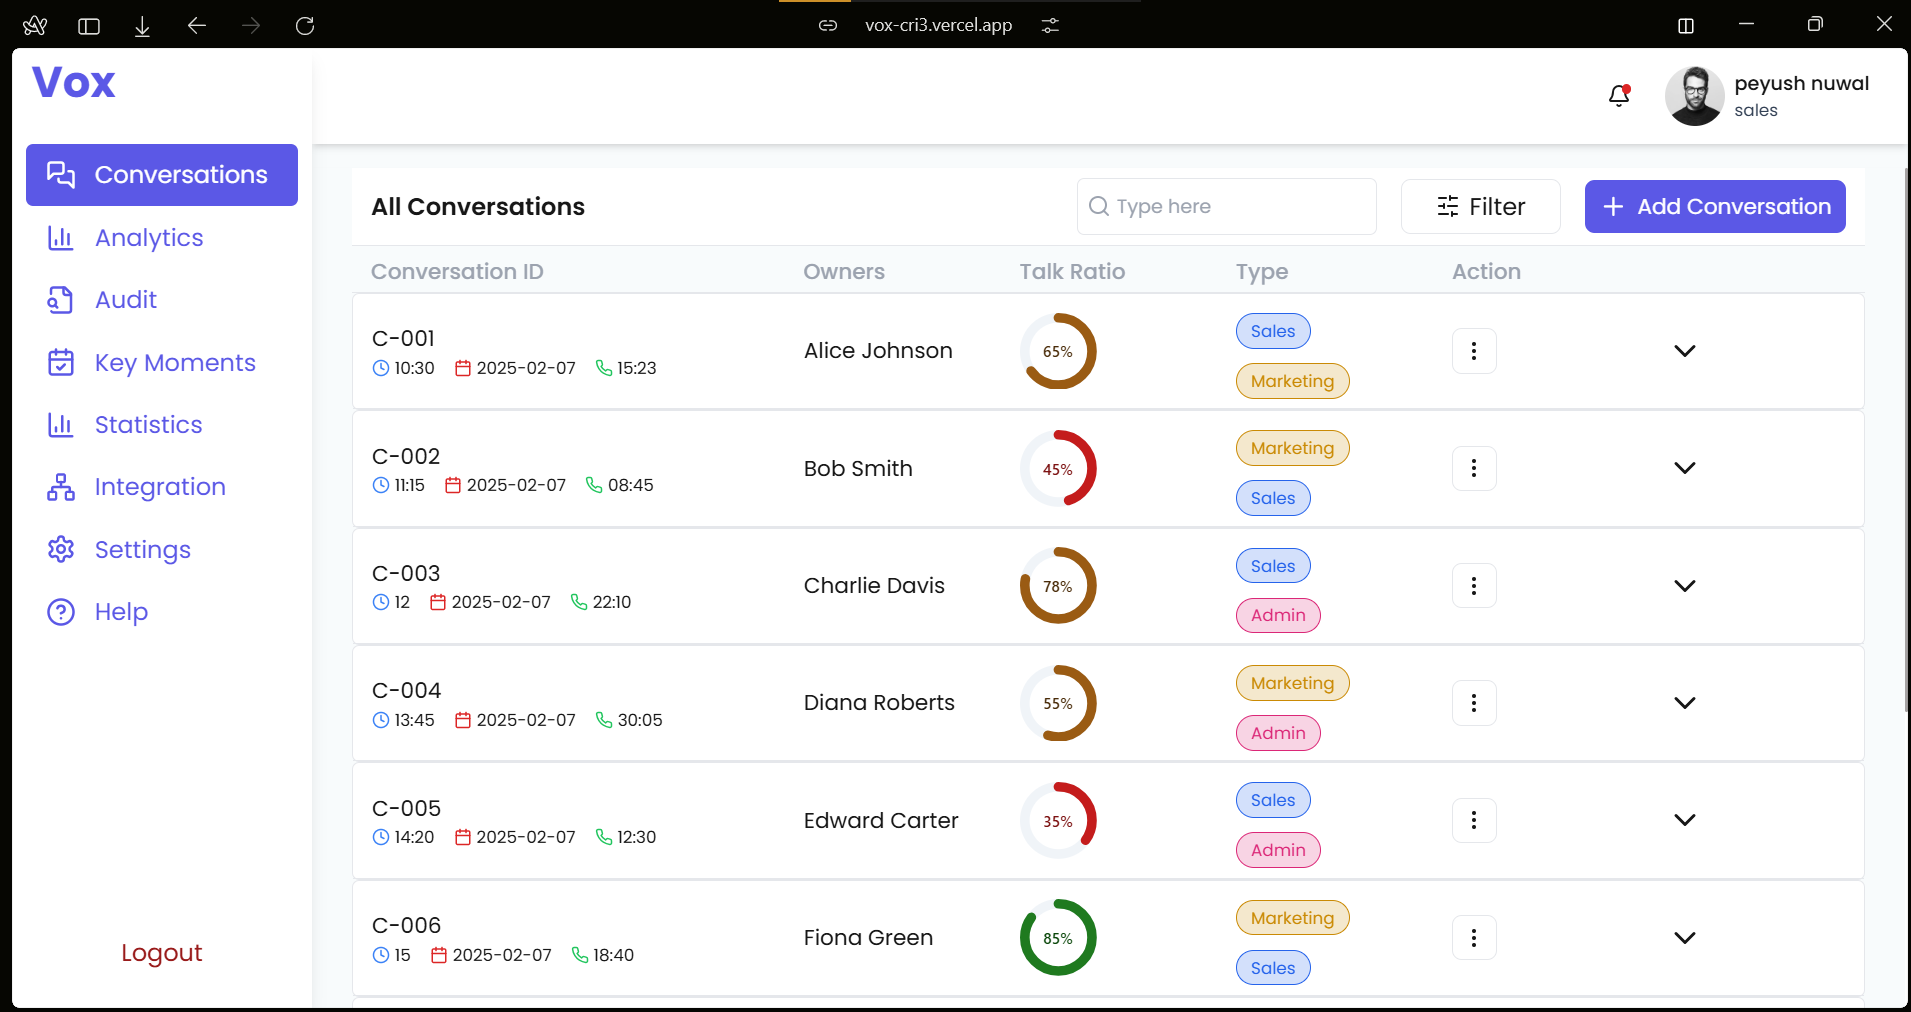 vox-cri3.vercel.app
Vox
peyush nuwal
sales
Conversations
Analytics
Audit
Key Moments
Statistics
Integration
Settings
Help
Logout
All Conversations
Type here
Filter
Add Conversation
Conversation ID Owners Talk Ratio Type Action
C-001
10:30 2025-02-07 15:23
Alice Johnson
65%
Sales
Marketing
C-002
11:15 2025-02-07 08:45
Bob Smith
45%
Marketing
Sales
C-003
12 2025-02-07 22:10
Charlie Davis
78%
Sales
Admin
C-004
13:45 2025-02-07 30:05
Diana Roberts
55%
Marketing
Admin
C-005
14:20 2025-02-07 12:30
Edward Carter
35%
Sales
Admin
C-006
15 2025-02-07 18:40
Fiona Green
85%
Marketing
Sales